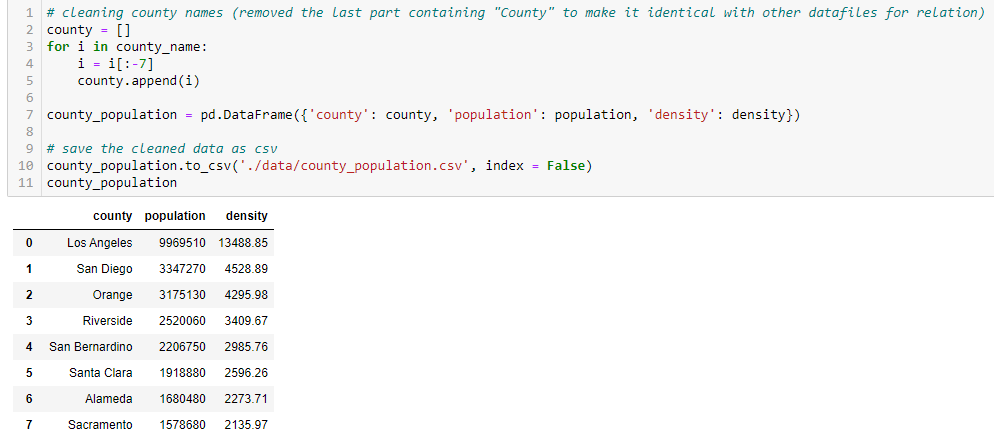 1 # cleaning county names (removed the last part containing "County" to make it identical with other datafiles for relation)
2 county = []
3 for i in county_name:
4     i = i[:-7]
5     county.append(i)
6
7 county_population = pd.DataFrame({'county': county, 'population': population, 'density': density})
8
9 # save the cleaned data as csv
10 county_population.to_csv('./data/county_population.csv', index = False)
11 county_population
county population density
0 Los Angeles 9969510 13488.85
1 San Diego 3347270 4528.89
2 Orange 3175130 4295.98
3 Riverside 2520060 3409.67
4 San Bernardino 2206750 2985.76
5 Santa Clara 1918880 2596.26
6 Alameda 1680480 2273.71
7 Sacramento 1578680 2135.97